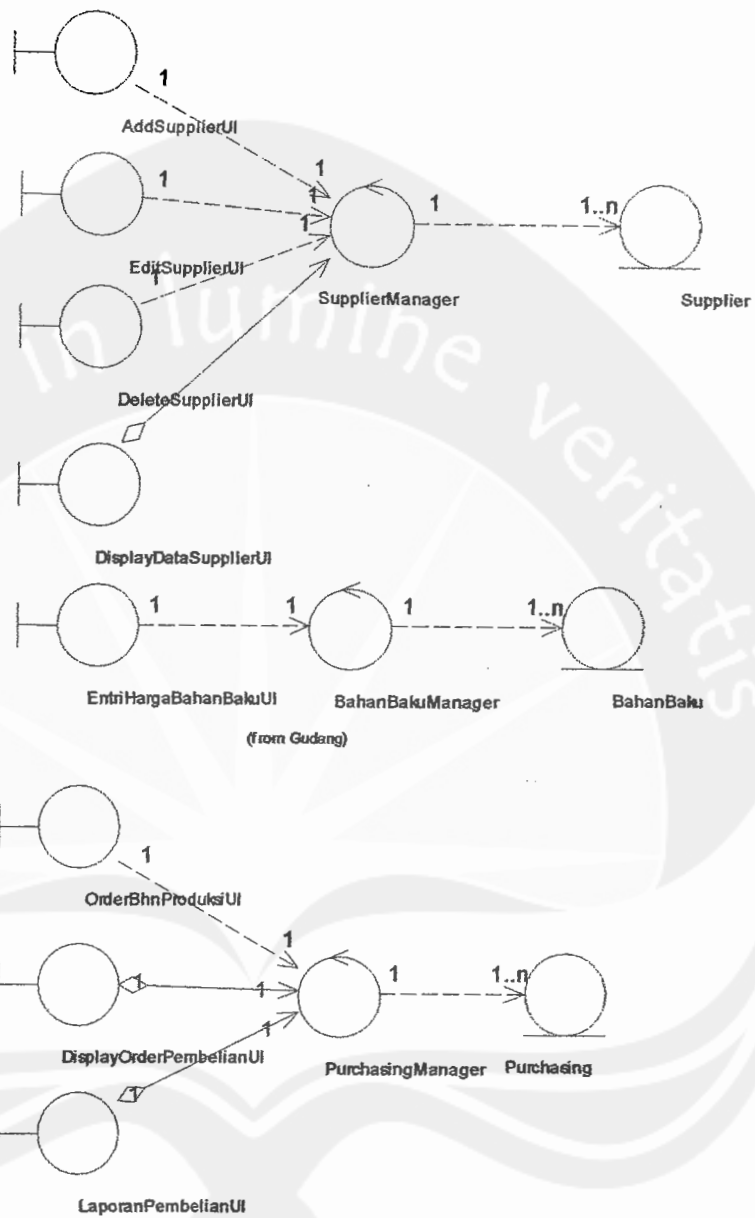 1
AddSupplierUI
1
1
1
1
1
1..n
EditSupplierUI
1
SupplierManager
Supplier
DeleteSupplierUI
DisplayDataSupplierUI
1
1
1
1..n
EntriHargaBahanBakuUI
BahanBakuManager
BahanBaku
(from Gudang)
1
OrderBhnProduksiUI
1
1
1
1
1
1..n
DisplayOrderPembelianUI
PurchasingManager
Purchasing
1
LaporanPembelianUI
in lumine veritatis